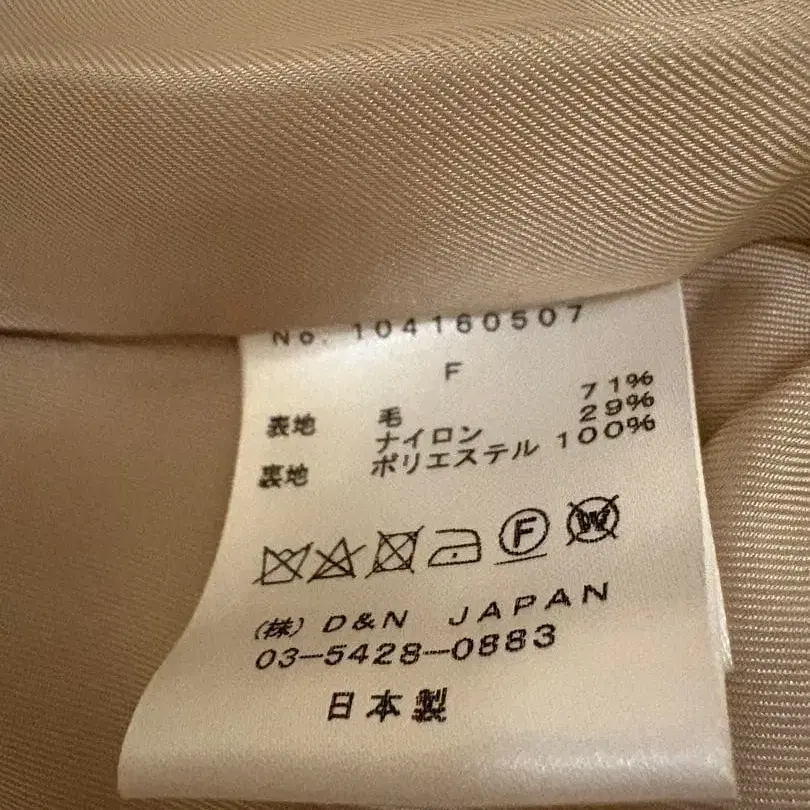 No. 104160507
F
表地 毛 71%
ナイロン 29%
裏地 ポリエステル 100%
F W
(株) D&N JAPAN
03-5428-0883
日本製